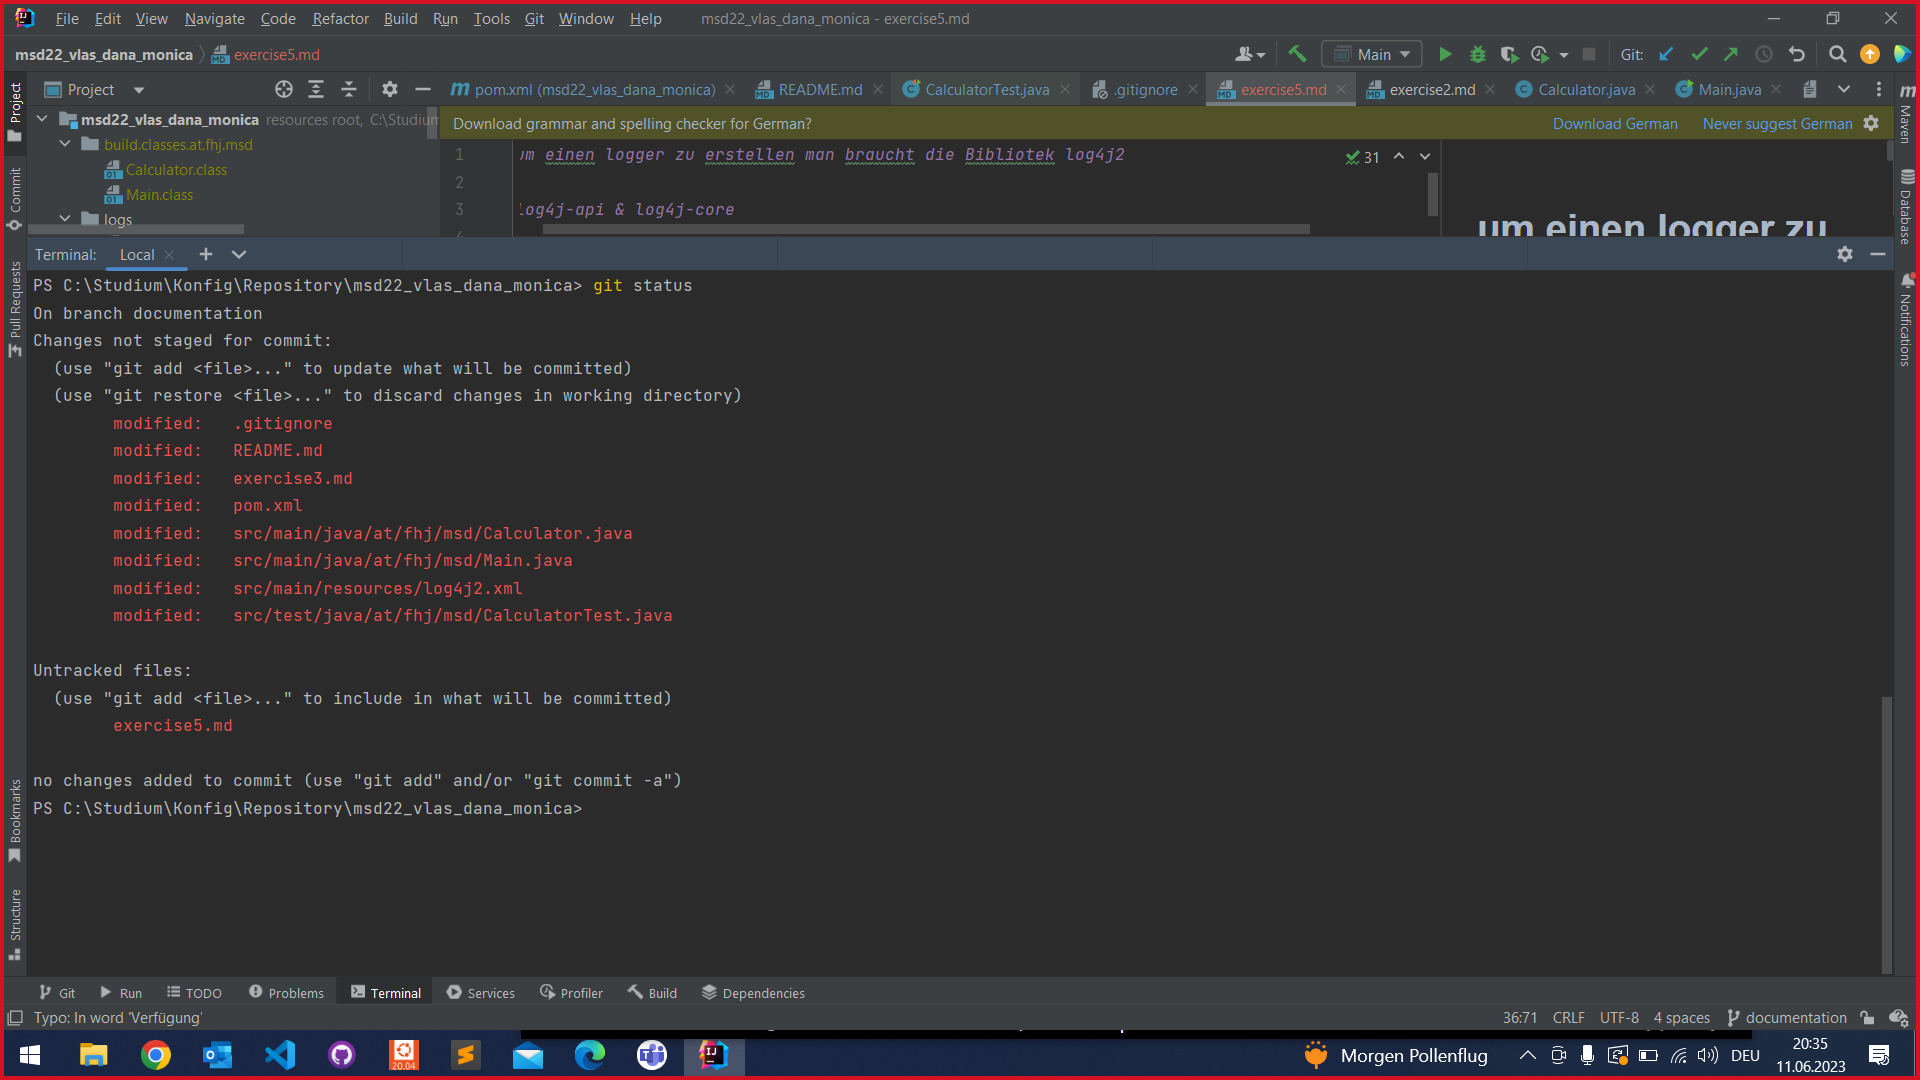 File Edit View Navigate Code Refactor Build Run Tools Git Window Help msd22_vlas_dana_monica - exercise5.md
msd22_vlas_dana_monica exercise5.md Main Git:
Project pom.xml (msd22_vlas_dana_monica) README.md CalculatorTest.java .gitignore exercise5.md exercise2.md Calculator.java Main.java
msd22_vlas_dana_monica resources root, C:\Studium
Download grammar and spelling checker for German? Download German Never suggest German
build.classes.at.fhj.msd
Calculator.class
Main.class
logs
1 um einen logger zu erstellen man braucht die Bibliotek log4j2 31
2
3 log4j-api & log4j-core
4
um einen logger zu
Terminal: Local
PS C:\Studium\Konfig\Repository\msd22_vlas_dana_monica> git status
On branch documentation
Changes not staged for commit:
(use "git add <file>..." to update what will be committed)
(use "git restore <file>..." to discard changes in working directory)
modified: .gitignore
modified: README.md
modified: exercise3.md
modified: pom.xml
modified: src/main/java/at/fhj/msd/Calculator.java
modified: src/main/java/at/fhj/msd/Main.java
modified: src/main/resources/log4j2.xml
modified: src/test/java/at/fhj/msd/CalculatorTest.java
Untracked files:
(use "git add <file>..." to include in what will be committed)
exercise5.md
no changes added to commit (use "git add" and/or "git commit -a")
PS C:\Studium\Konfig\Repository\msd22_vlas_dana_monica>
Project
Commit
Pull Requests
Bookmarks
Structure
Maven
Database
Notifications
Git Run TODO Problems Terminal Services Profiler Build Dependencies
Typo: In word 'Verfügung' 36:71 CRLF UTF-8 4 spaces documentation
20.04
Morgen Pollenflug DEU 20:35
11.06.2023